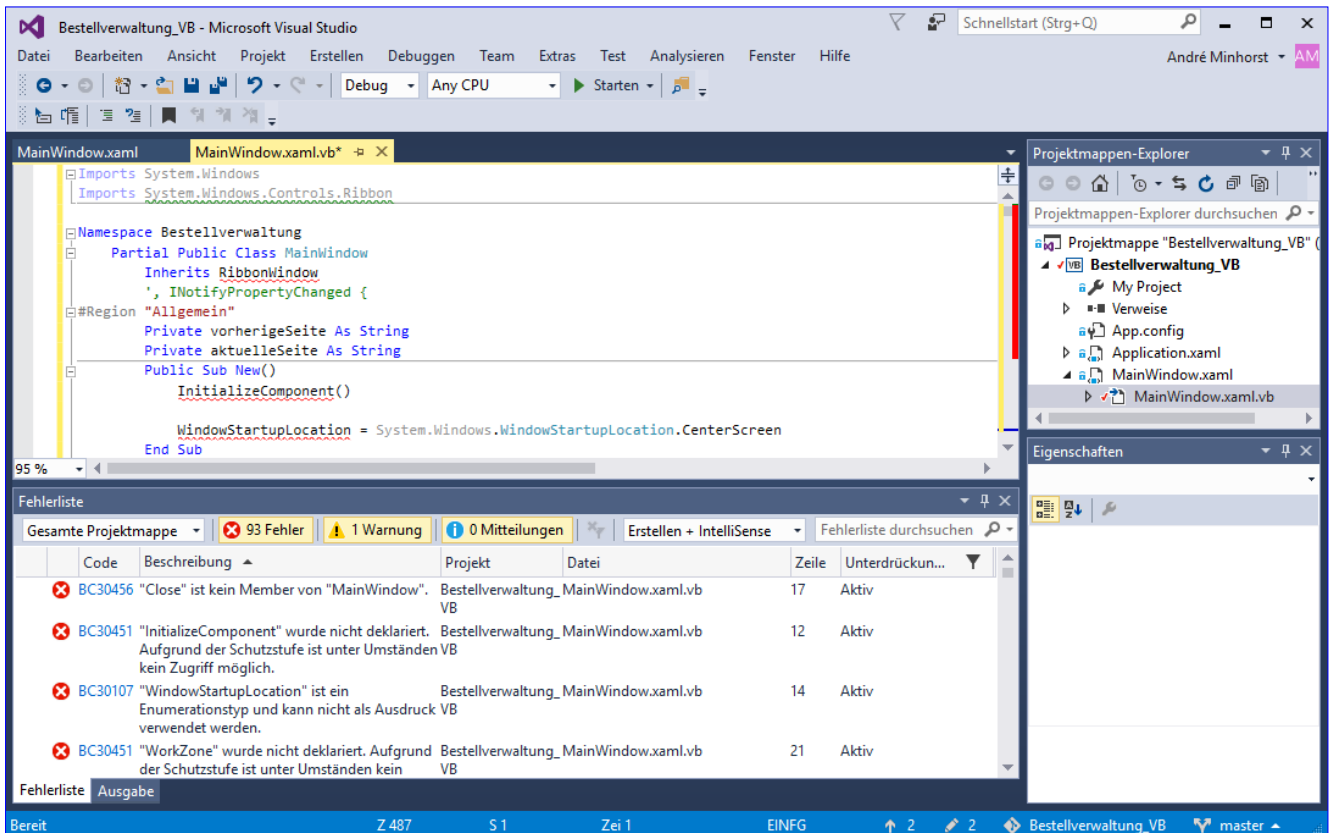 Bestellverwaltung_VB - Microsoft Visual Studio
Schnellstart (Strg+Q)
Datei Bearbeiten Ansicht Projekt Erstellen Debuggen Team Extras Test Analysieren Fenster Hilfe
André Minhorst AM
Debug Any CPU Starten
MainWindow.xaml MainWindow.xaml.vb*
Imports System.Windows
Imports System.Windows.Controls.Ribbon
Namespace Bestellverwaltung
Partial Public Class MainWindow
Inherits RibbonWindow
', INotifyPropertyChanged {
#Region "Allgemein"
Private vorherigeSeite As String
Private aktuelleSeite As String
Public Sub New()
InitializeComponent()
WindowStartupLocation = System.Windows.WindowStartupLocation.CenterScreen
End Sub
95 %
Projektmappen-Explorer
Projektmappen-Explorer durchsuchen
Projektmappe "Bestellverwaltung_VB" (
VB Bestellverwaltung_VB
My Project
Verweise
App.config
Application.xaml
MainWindow.xaml
MainWindow.xaml.vb
Eigenschaften
Fehlerliste
Gesamte Projektmappe 93 Fehler 1 Warnung 0 Mitteilungen Erstellen + IntelliSense Fehlerliste durchsuchen
Code Beschreibung Projekt Datei Zeile Unterdrückun...
BC30456 "Close" ist kein Member von "MainWindow". Bestellverwaltung_ MainWindow.xaml.vb 17 Aktiv
VB
BC30451 "InitializeComponent" wurde nicht deklariert. Bestellverwaltung_ MainWindow.xaml.vb 12 Aktiv
Aufgrund der Schutzstufe ist unter Umständen VB
kein Zugriff möglich.
BC30107 "WindowStartupLocation" ist ein Bestellverwaltung_ MainWindow.xaml.vb 14 Aktiv
Enumerationstyp und kann nicht als Ausdruck VB
verwendet werden.
BC30451 "WorkZone" wurde nicht deklariert. Aufgrund Bestellverwaltung_ MainWindow.xaml.vb 21 Aktiv
der Schutzstufe ist unter Umständen kein VB
Fehlerliste Ausgabe
Bereit Z 487 S 1 Zei 1 EINFG 2 2 Bestellverwaltung_VB master